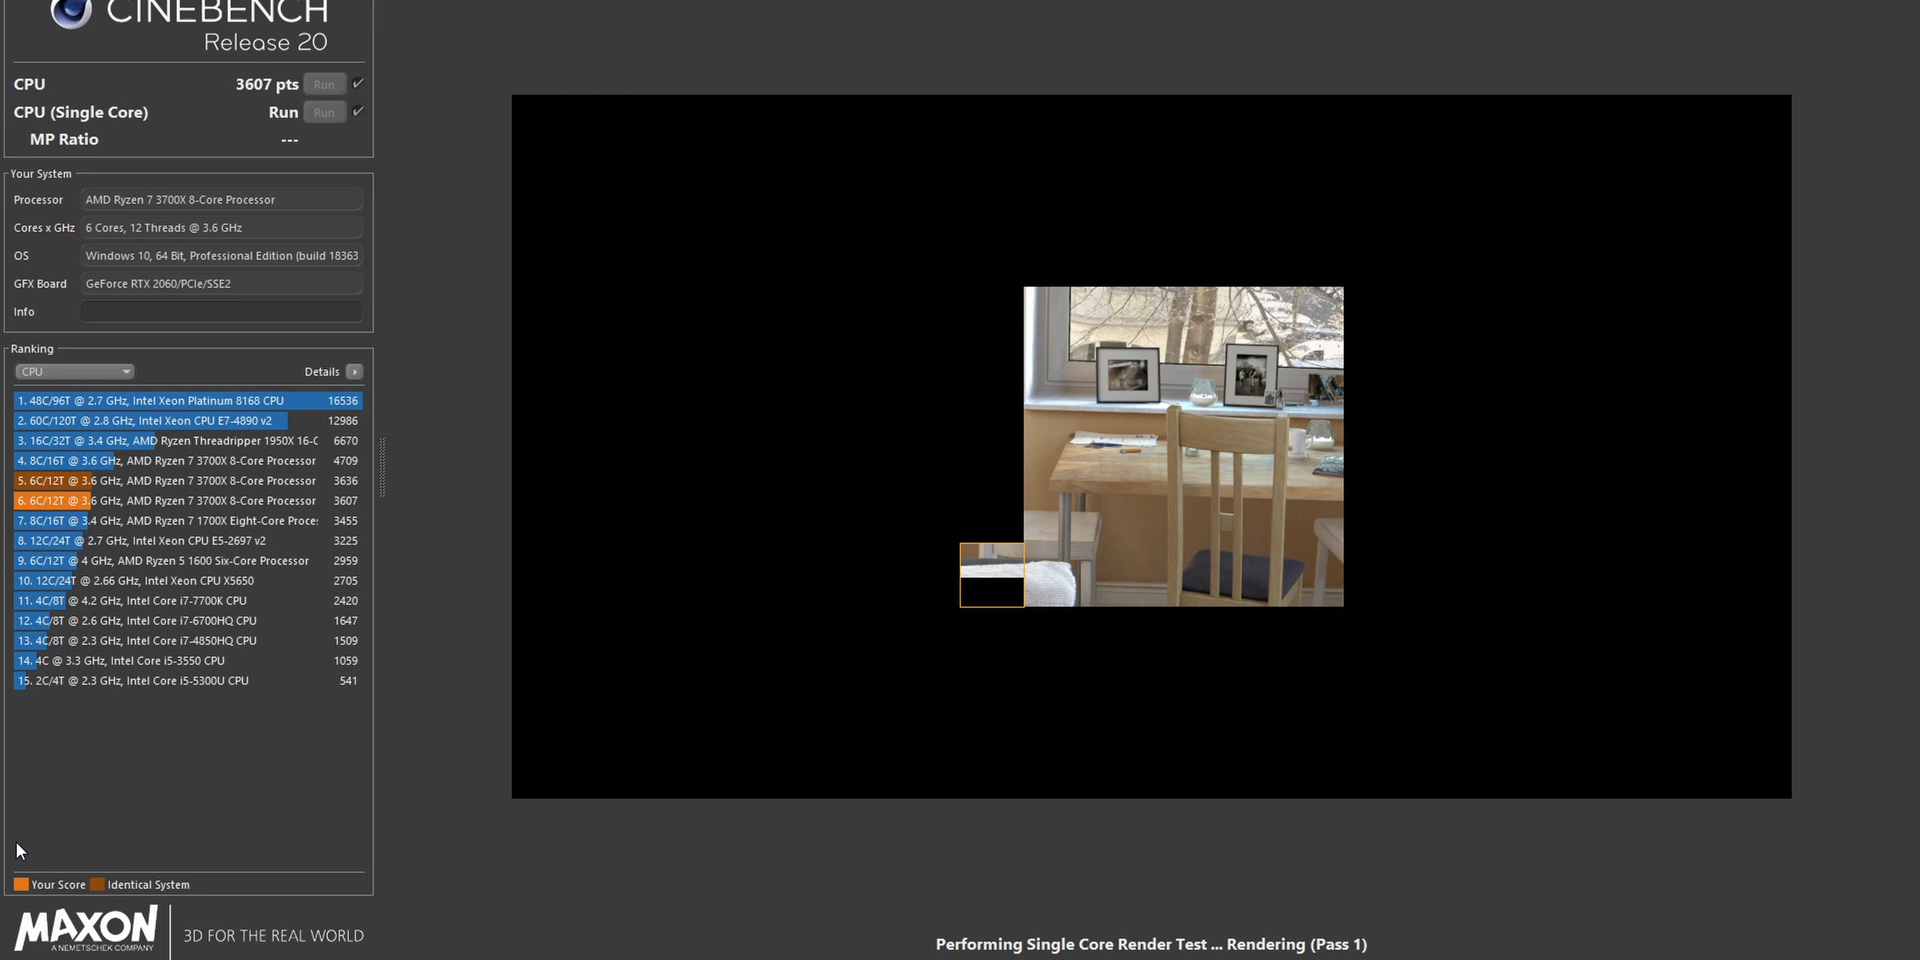 CINEBENCH
Release 20
CPU 3607 pts Run
CPU (Single Core) Run Run
MP Ratio ---
Your System
Processor AMD Ryzen 7 3700X 8-Core Processor
Cores x GHz 6 Cores, 12 Threads @ 3.6 GHz
OS Windows 10, 64 Bit, Professional Edition (build 18363
GFX Board GeForce RTX 2060/PCIe/SSE2
Info
Ranking
CPU Details
1. 48C/96T @ 2.7 GHz, Intel Xeon Platinum 8168 CPU 16536
2. 60C/120T @ 2.8 GHz, Intel Xeon CPU E7-4890 v2 12986
3. 16C/32T @ 3.4 GHz, AMD Ryzen Threadripper 1950X 16-C 6670
4. 8C/16T @ 3.6 GHz, AMD Ryzen 7 3700X 8-Core Processor 4709
5. 6C/12T @ 3.6 GHz, AMD Ryzen 7 3700X 8-Core Processor 3636
6. 6C/12T @ 3.6 GHz, AMD Ryzen 7 3700X 8-Core Processor 3607
7. 8C/16T @ 3.4 GHz, AMD Ryzen 7 1700X Eight-Core Proces 3455
8. 12C/24T @ 2.7 GHz, Intel Xeon CPU E5-2697 v2 3225
9. 6C/12T @ 4 GHz, AMD Ryzen 5 1600 Six-Core Processor 2959
10. 12C/24T @ 2.66 GHz, Intel Xeon CPU X5650 2705
11. 4C/8T @ 4.2 GHz, Intel Core i7-7700K CPU 2420
12. 4C/8T @ 2.6 GHz, Intel Core i7-6700HQ CPU 1647
13. 4C/8T @ 2.3 GHz, Intel Core i7-4850HQ CPU 1509
14. 4C @ 3.3 GHz, Intel Core i5-3550 CPU 1059
15. 2C/4T @ 2.3 GHz, Intel Core i5-5300U CPU 541
Your Score Identical System
MAXON
A NEMETSCHEK COMPANY
3D FOR THE REAL WORLD
Performing Single Core Render Test ... Rendering (Pass 1)